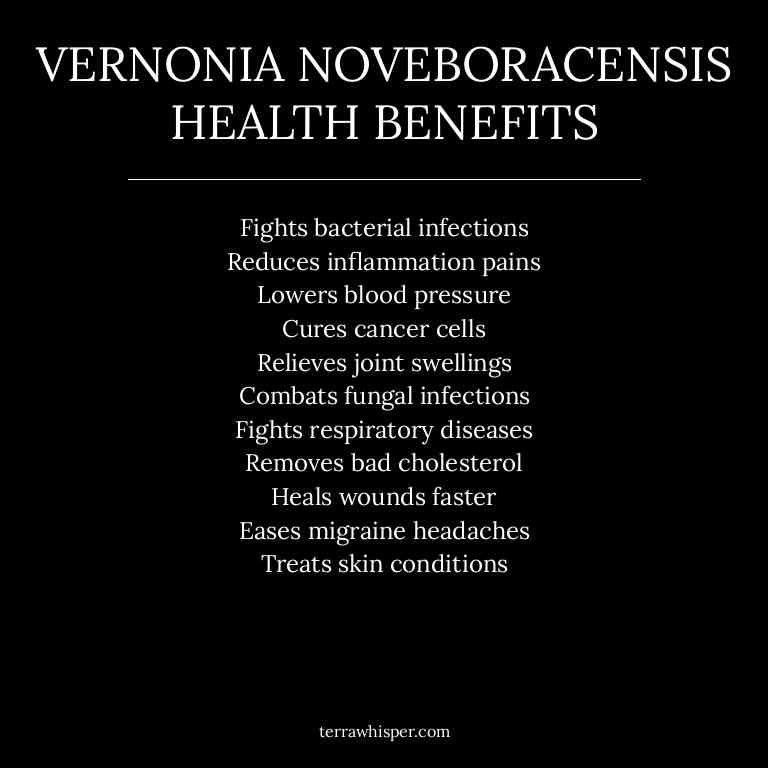 VERNONIA NOVEBORACENSIS
HEALTH BENEFITS
Fights bacterial infections
Reduces inflammation pains
Lowers blood pressure
Cures cancer cells
Relieves joint swellings
Combats fungal infections
Fights respiratory diseases
Removes bad cholesterol
Heals wounds faster
Eases migraine headaches
Treats skin conditions
terrawhisper.com